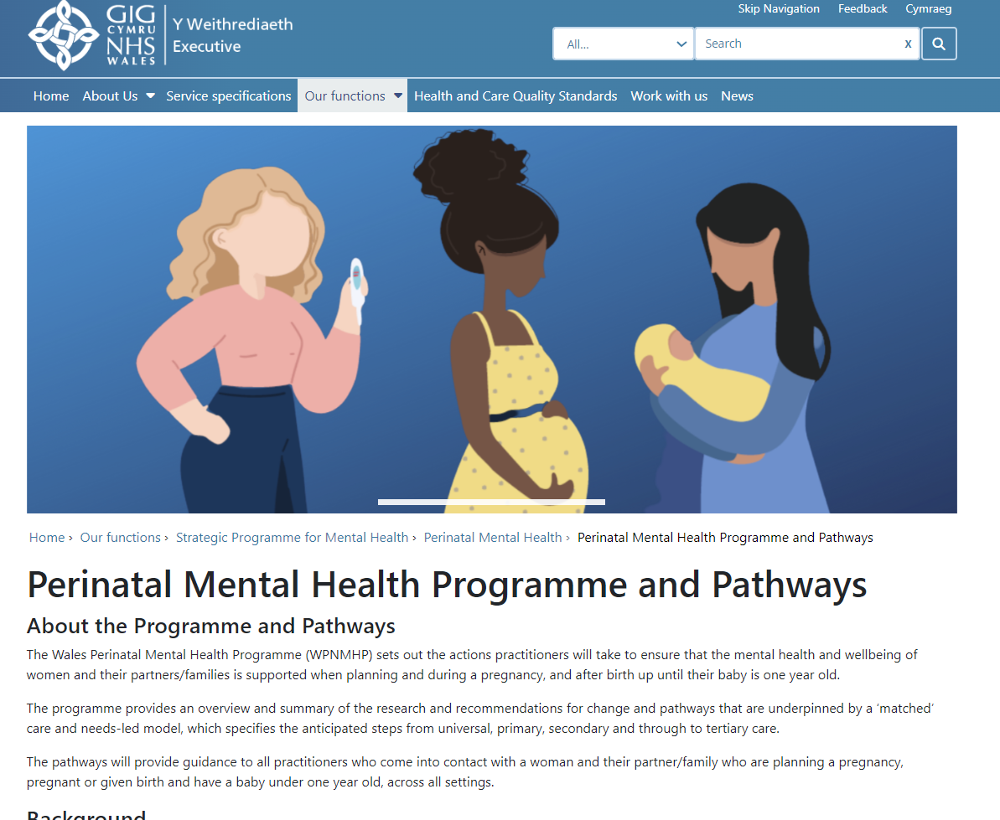 Skip Navigation Feedback Cymraeg
GIG
CYMRU
NHS
WALES
Y Weithrediaeth
Executive
All... Search x
Home About Us Service specifications Our functions Health and Care Quality Standards Work with us News
Home › Our functions › Strategic Programme for Mental Health › Perinatal Mental Health › Perinatal Mental Health Programme and Pathways
Perinatal Mental Health Programme and Pathways
About the Programme and Pathways
The Wales Perinatal Mental Health Programme (WPNMHP) sets out the actions practitioners will take to ensure that the mental health and wellbeing of
women and their partners/families is supported when planning and during a pregnancy, and after birth up until their baby is one year old.
The programme provides an overview and summary of the research and recommendations for change and pathways that are underpinned by a ‘matched’
care and needs-led model, which specifies the anticipated steps from universal, primary, secondary and through to tertiary care.
The pathways will provide guidance to all practitioners who come into contact with a woman and their partner/family who are planning a pregnancy,
pregnant or given birth and have a baby under one year old, across all settings.
Background